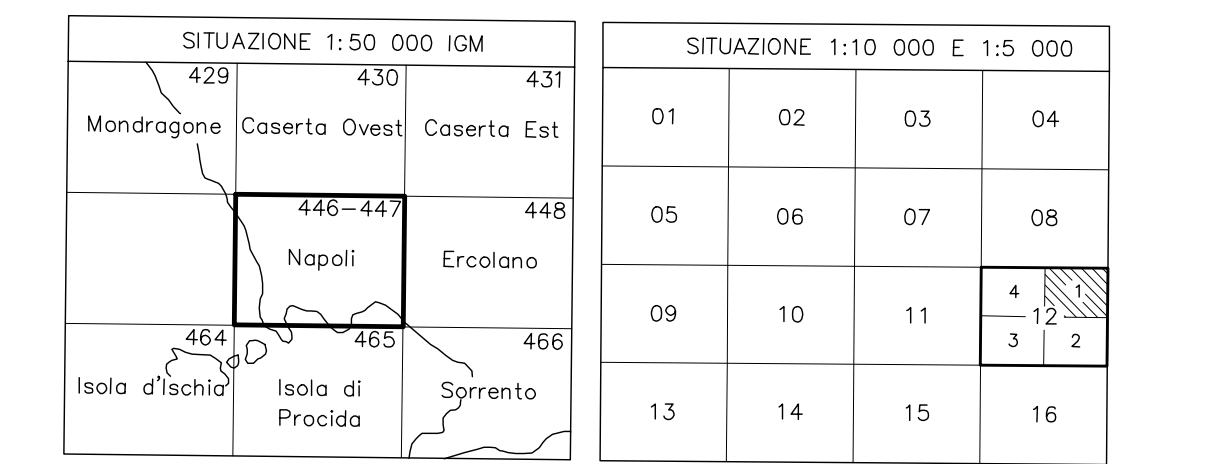 SITUAZIONE 1:50 000 IGM
429 430 431
Mondragone Caserta Ovest Caserta Est
446-447 448
Napoli Ercolano
464 465 466
Isola d'Ischia Isola di Procida Sorrento
SITUAZIONE 1:10 000 E 1:5 000
01 02 03 04
05 06 07 08
09 10 11 12
4 1
3 2
13 14 15 16